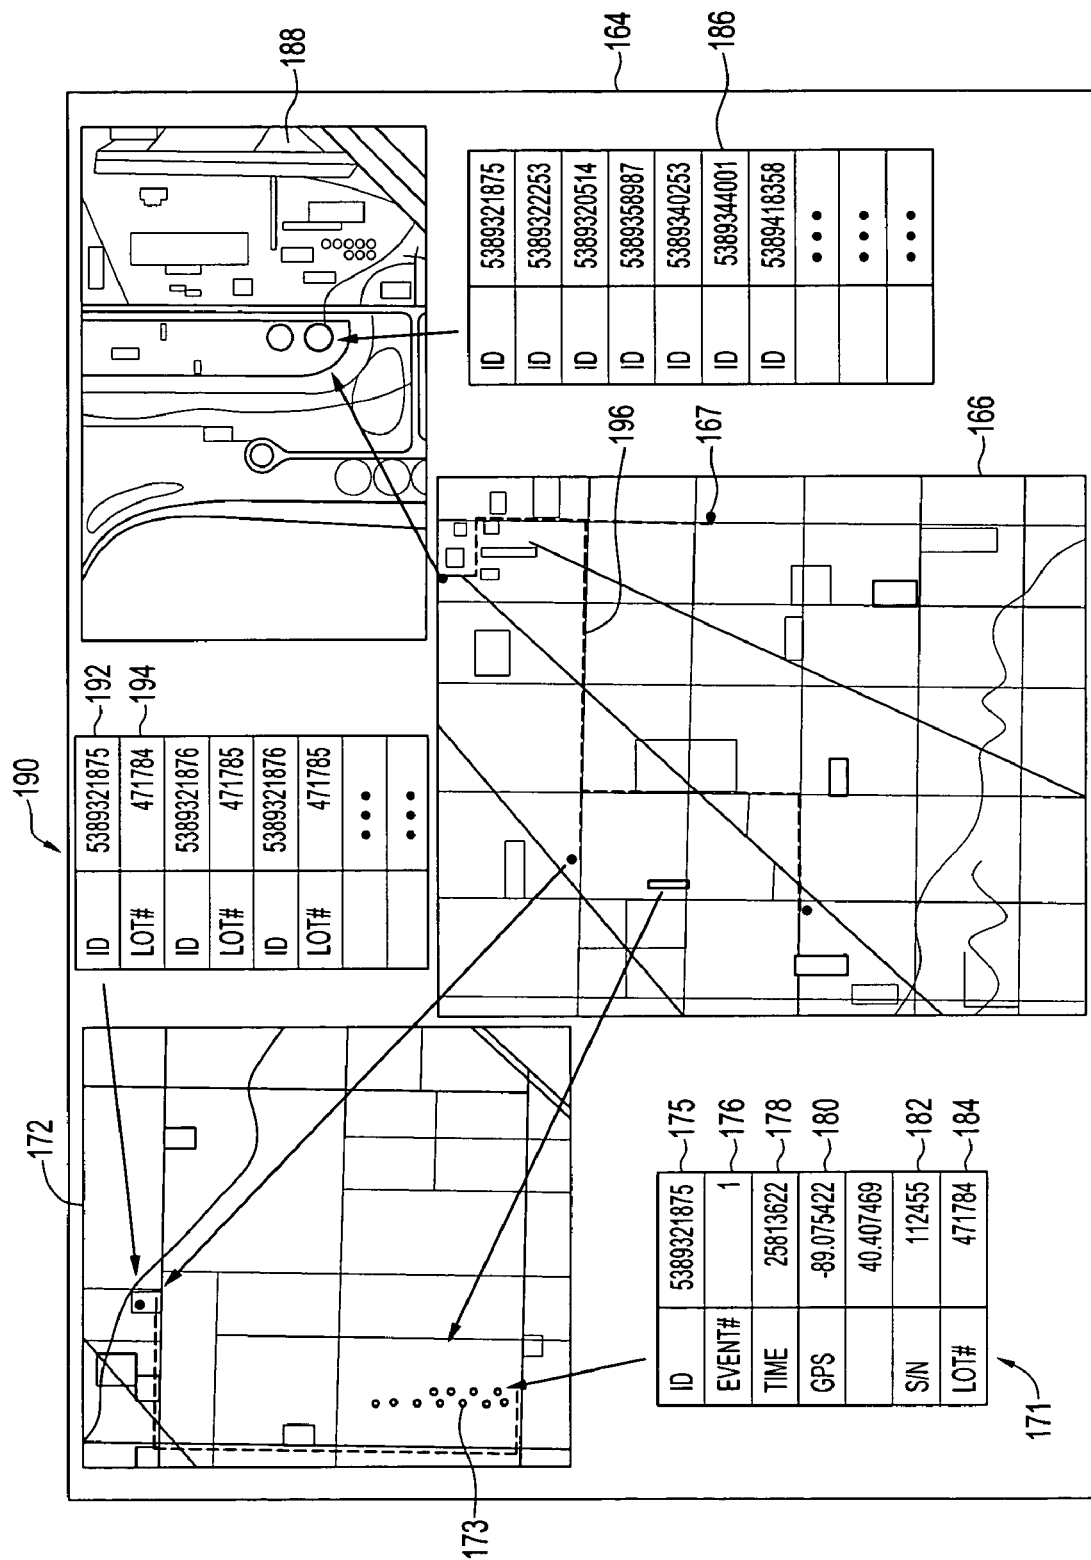 190
192
194
ID 5389321875
LOT# 471784
ID 5389321876
LOT# 471785
ID 5389321876
LOT# 471785
188
164
186
ID 5389321875
ID 5389322253
ID 5389320514
ID 5389358987
ID 5389340253
ID 5389344001
ID 5389418358
172
173
ID 5389321875 175
EVENT# 1 176
TIME 25813622 178
GPS -89.075422 180
40.407469
S/N 112455 182
LOT# 471784 184
171
196
167
166